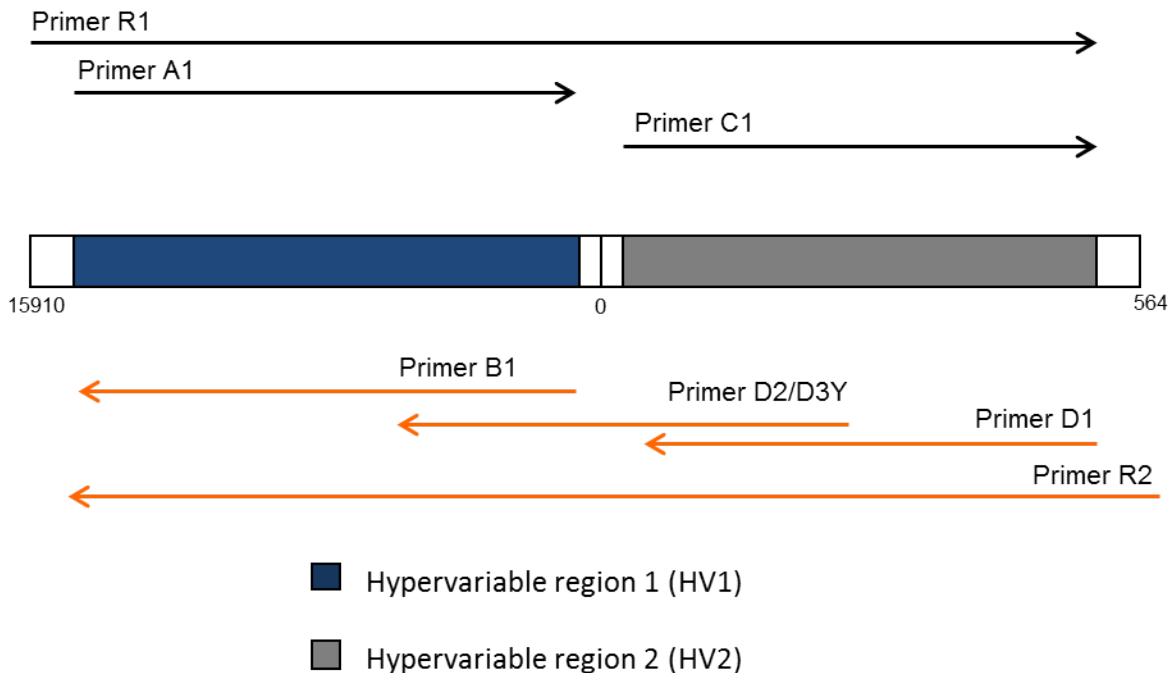 Primer R1
Primer A1
Primer C1
15910
0
564
Primer B1
Primer D2/D3Y
Primer D1
Primer R2
Hypervariable region 1 (HV1)
Hypervariable region 2 (HV2)